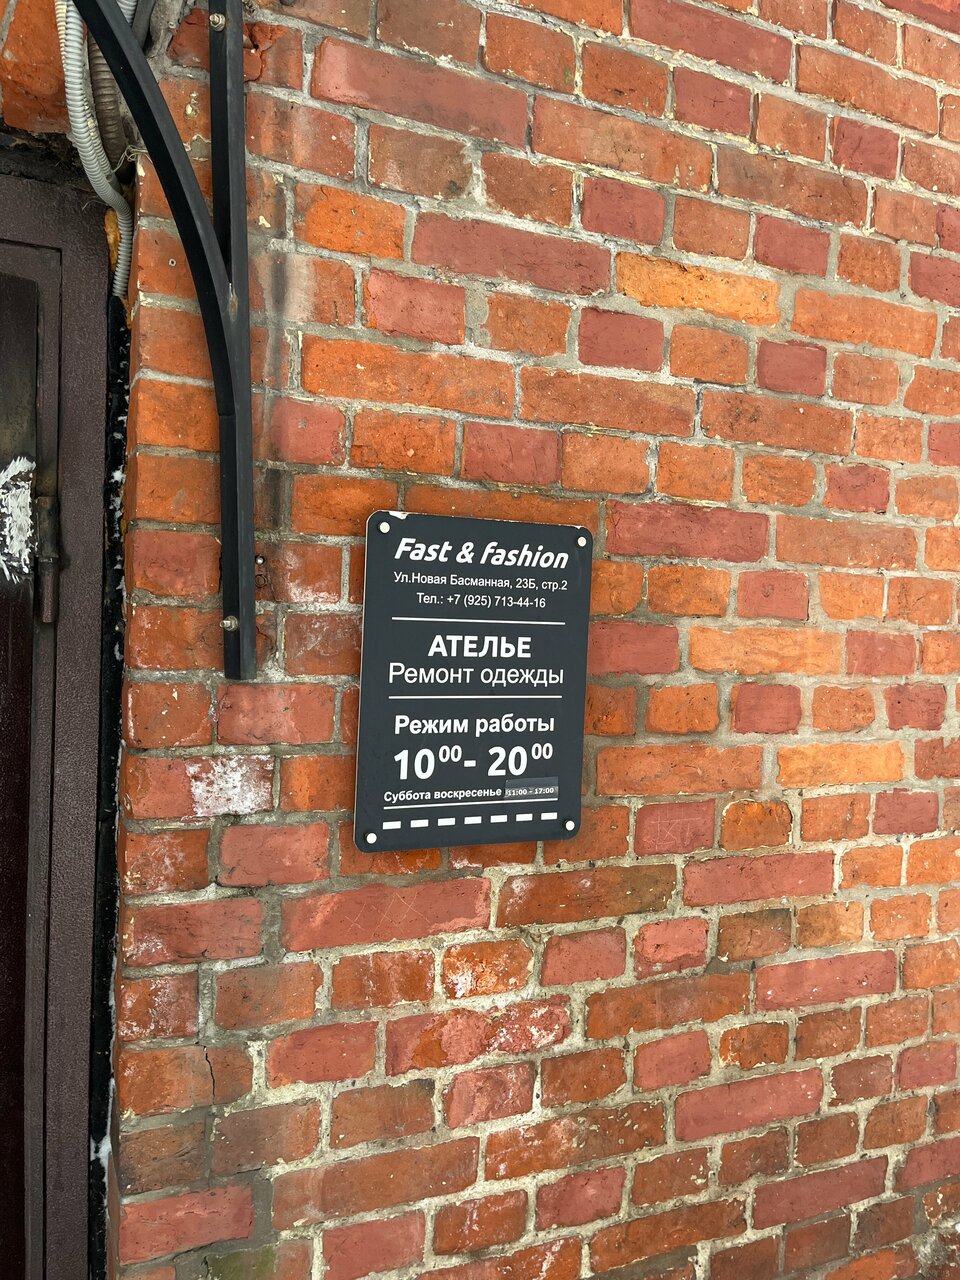 Fast & fashion
Ул.Новая Басманная, 23Б, стр.2
Тел.: +7 (925) 713-44-16
АТЕЛЬЕ
Ремонт одежды
Режим работы
10⁰⁰- 20⁰⁰
Суббота воскресенье 11:00 - 17:00